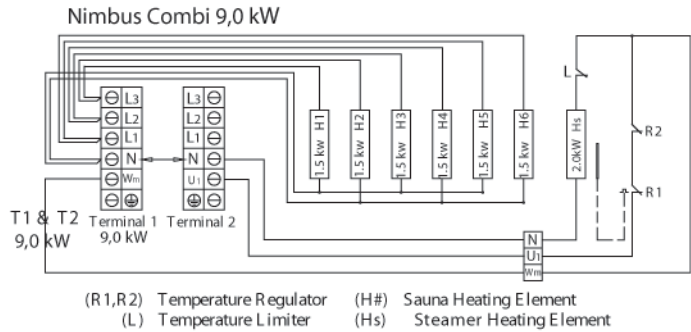 Nimbus Combi 9,0 kW
L3
L2
L1
N
Wm
L3
L2
L1
N
U1
Terminal 1
9,0 kW
Terminal 2
T1 & T2
9,0 kW
1.5 kw H1
1.5 kw H2
1.5 kw H3
1.5 kw H4
1.5 kw H5
1.5 kw H6
2.0kW Hs
L
R2
R1
N
U1
Wm
(R1,R2) Temperature Regulator (H#) Sauna Heating Element
(L) Temperature Limiter (Hs) Steamer Heating Element